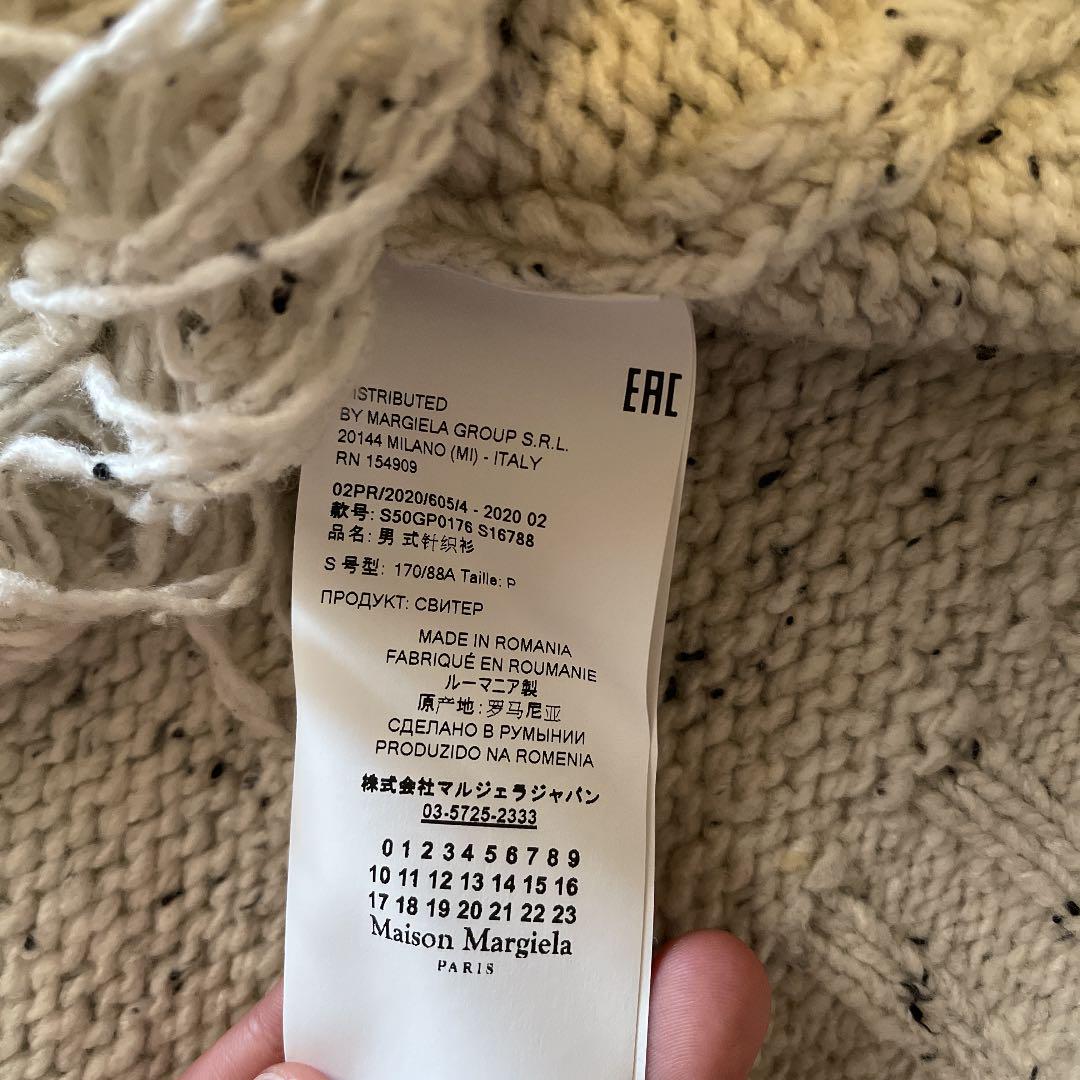 EAC
ISTRIBUTED
BY MARGIELA GROUP S.R.L.
20144 MILANO (MI) - ITALY
RN 154909
02PR/2020/605/4 - 2020 02
款号: S50GP0176 S16788
品名: 男 式针织衫
S 号型: 170/88A Taille: P
ПРОДУКТ: СВИТЕР
MADE IN ROMANIA
FABRIQUÉ EN ROUMANIE
ルーマニア製
原产地:罗马尼亚
СДЕЛАНО В РУМЫНИИ
PRODUZIDO NA ROMENIA
株式会社マルジェラジャパン
03-5725-2333
0 1 2 3 4 5 6 7 8 9
10 11 12 13 14 15 16
17 18 19 20 21 22 23
Maison Margiela
PARIS